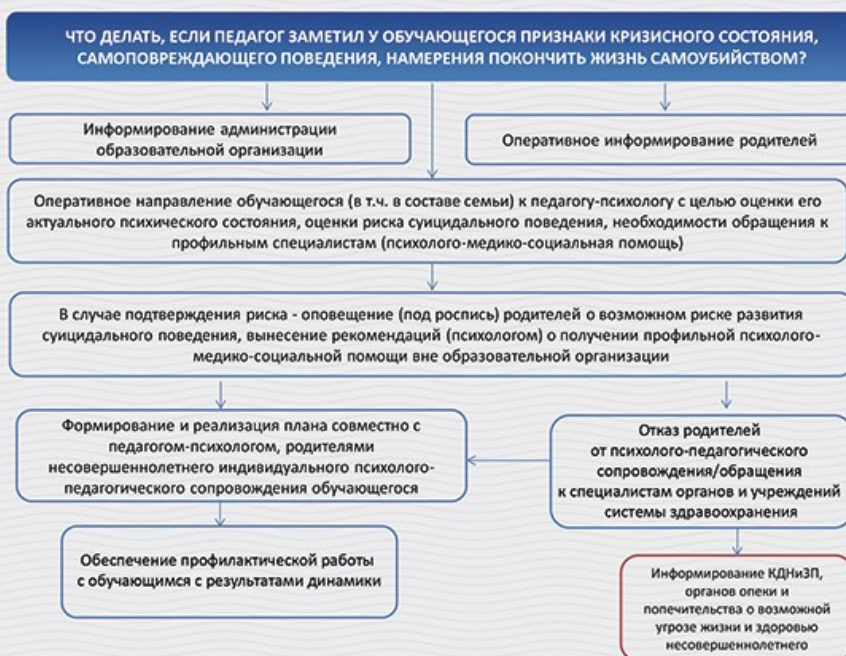 ЧТО ДЕЛАТЬ, ЕСЛИ ПЕДАГОГ ЗАМЕТИЛ У ОБУЧАЮЩЕГОСЯ ПРИЗНАКИ КРИЗИСНОГО СОСТОЯНИЯ,
САМОПОВРЕЖДАЮЩЕГО ПОВЕДЕНИЯ, НАМЕРЕНИЯ ПОКОНЧИТЬ ЖИЗНЬ САМОУБИЙСТВОМ?
Информирование администрации
образовательной организации
Оперативное информирование родителей
Оперативное направление обучающегося (в т.ч. в составе семьи) к педагогу-психологу с целью оценки его
актуального психического состояния, оценки риска суицидального поведения, необходимости обращения к
профильным специалистам (психолого-медико-социальная помощь)
В случае подтверждения риска - оповещение (под роспись) родителей о возможном риске развития
суицидального поведения, вынесение рекомендаций (психологом) о получении профильной психолого-
медико-социальной помощи вне образовательной организации
Формирование и реализация плана совместно с
педагогом-психологом, родителями
несовершеннолетнего индивидуального психолого-
педагогического сопровождения обучающегося
Отказ родителей
от психолого-педагогического
сопровождения/обращения
к специалистам органов и учреждений
системы здравоохранения
Обеспечение профилактической работы
с обучающимся с результатами динамики
Информирование КДНиЗП,
органов опеки и
попечительства о возможной
угрозе жизни и здоровью
несовершеннолетнего